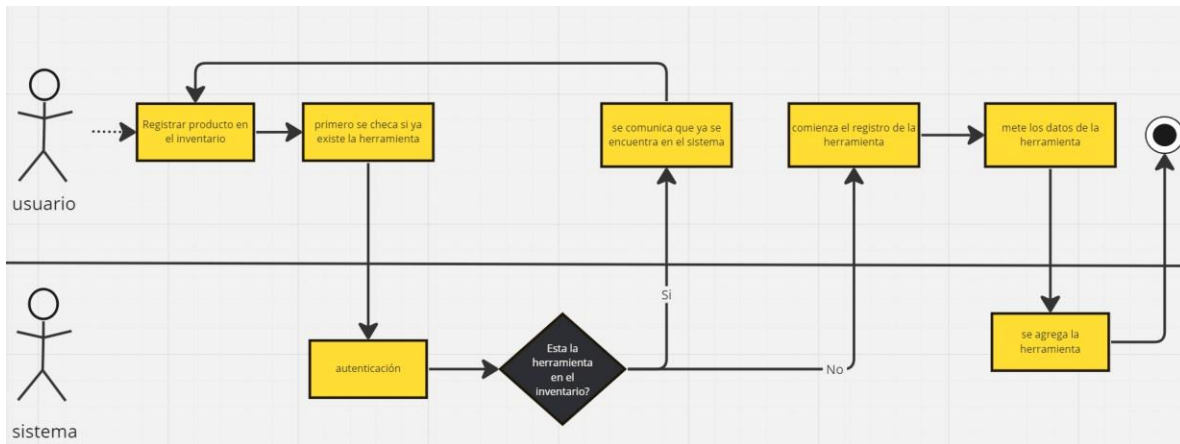 Registrar producto en
el inventario
primero se checa si ya
existe la herramienta
se comunica que ya se
encuentra en el sistema
comienza el registro de la
herramienta
mete los datos de la
herramienta
usuario
Si
se agrega la
herramienta
autenticación
Esta la
herramienta
en el
inventario?
No
sistema